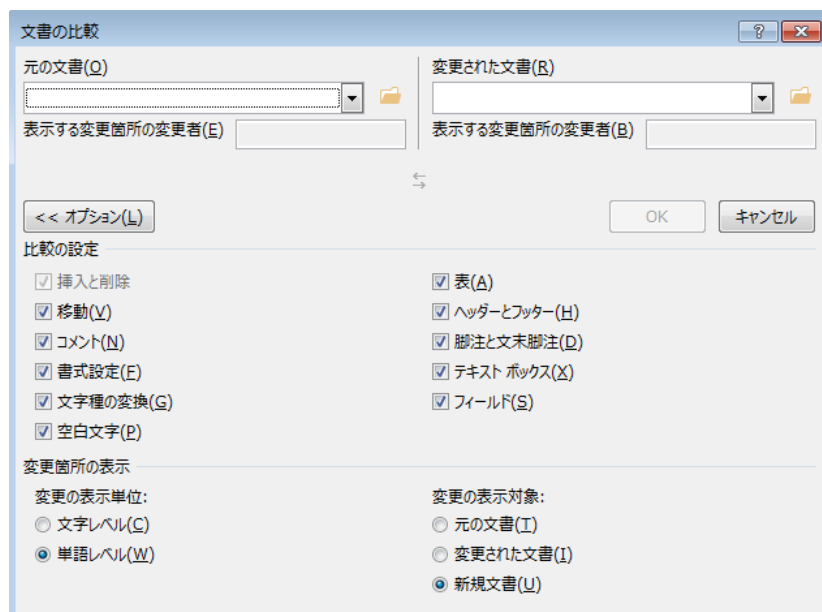 文書の比較
元の文書(O)
変更された文書(R)
表示する変更箇所の変更者(E)
表示する変更箇所の変更者(B)
<< オプション(L)
OK
キャンセル
比較の設定
挿入と削除
表(A)
移動(V)
ヘッダーとフッター(H)
コメント(N)
脚注と文末脚注(D)
書式設定(F)
テキスト ボックス(X)
文字種の変換(G)
フィールド(S)
空白文字(P)
変更箇所の表示
変更の表示単位:
変更の表示対象:
文字レベル(C)
元の文書(T)
単語レベル(W)
変更された文書(I)
新規文書(U)